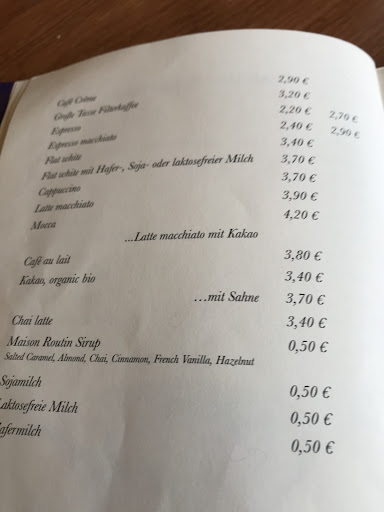 Café Crème 2,90 €
Große Tasse Filterkaffee 3,20 €
Espresso 2,20 € 2,70 €
Espresso macchiato 2,40 € 2,90 €
Flat white 3,40 €
Flat white mit Hafer-, Soja- oder laktosefreier Milch 3,70 €
Cappuccino 3,70 €
Latte macchiato 3,90 €
Mocca 4,20 €
...Latte macchiato mit Kakao
Café au lait 3,80 €
Kakao, organic bio 3,40 €
...mit Sahne 3,70 €
Chai latte 3,40 €
Maison Routin Sirup 0,50 €
Salted Caramel, Almond, Chai, Cinnamon, French Vanilla, Hazelnut
Sojamilch 0,50 €
Laktosefreie Milch 0,50 €
afermilch 0,50 €